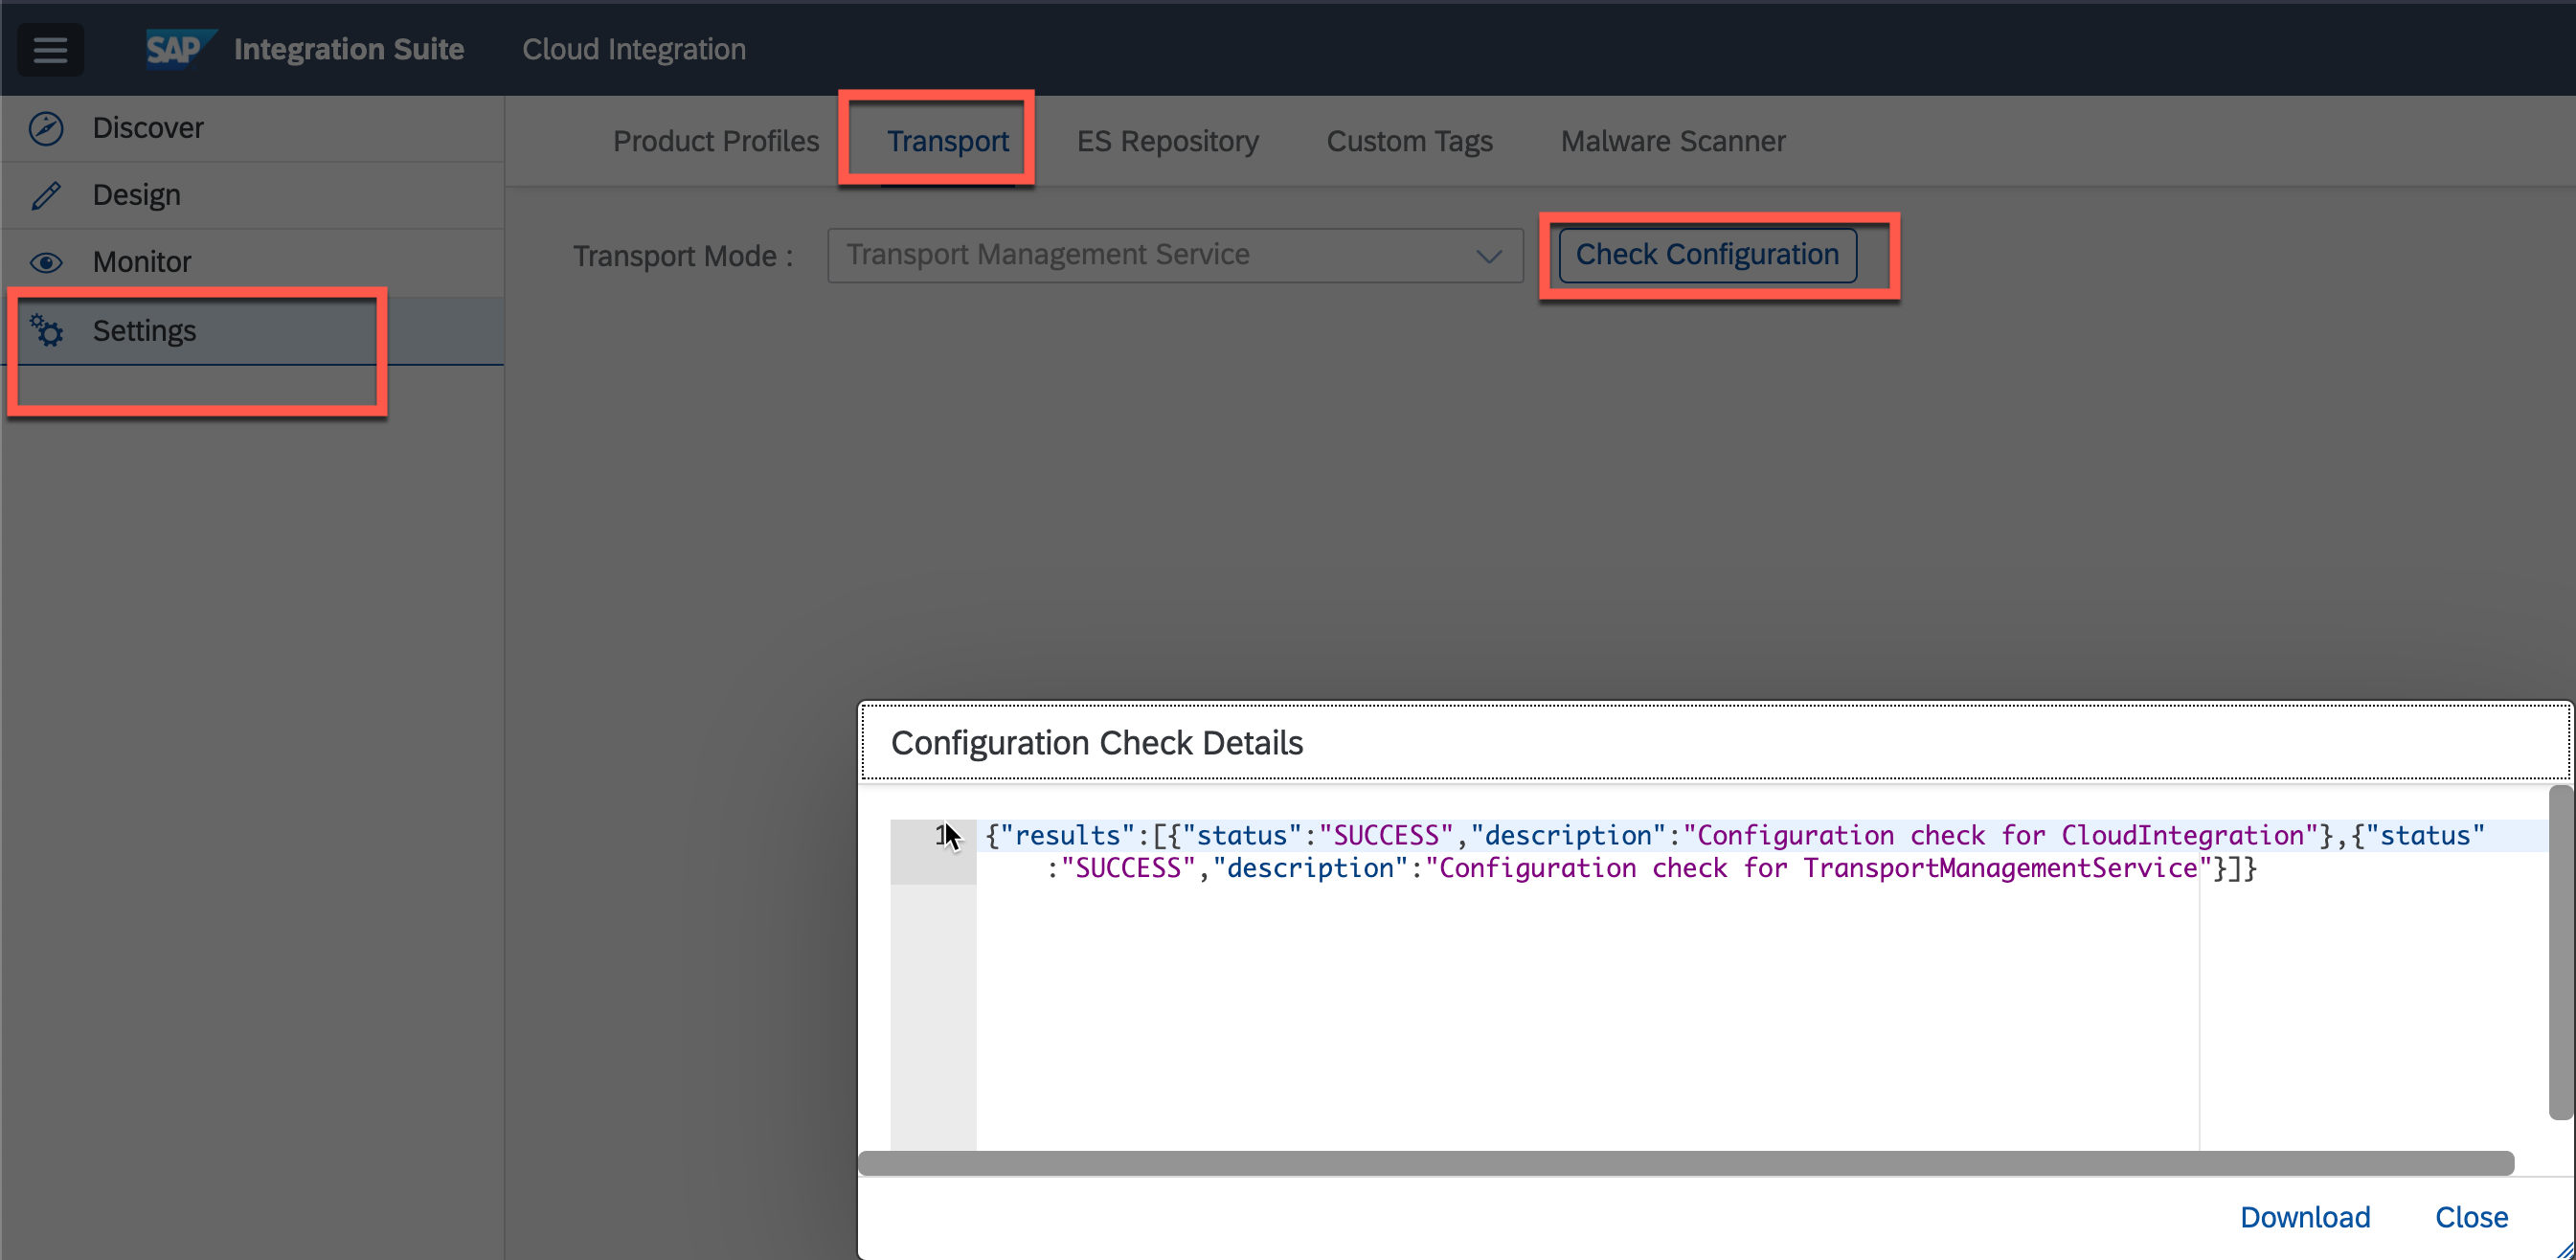 SAP Integration Suite Cloud Integration
Discover
Design
Monitor
Settings
Product Profiles Transport ES Repository Custom Tags Malware Scanner
Transport Mode : Transport Management Service Check Configuration
Configuration Check Details
1 {"results":[{"status":"SUCCESS","description":"Configuration check for CloudIntegration"},{"status"
:"SUCCESS","description":"Configuration check for TransportManagementService"}]}
Download Close